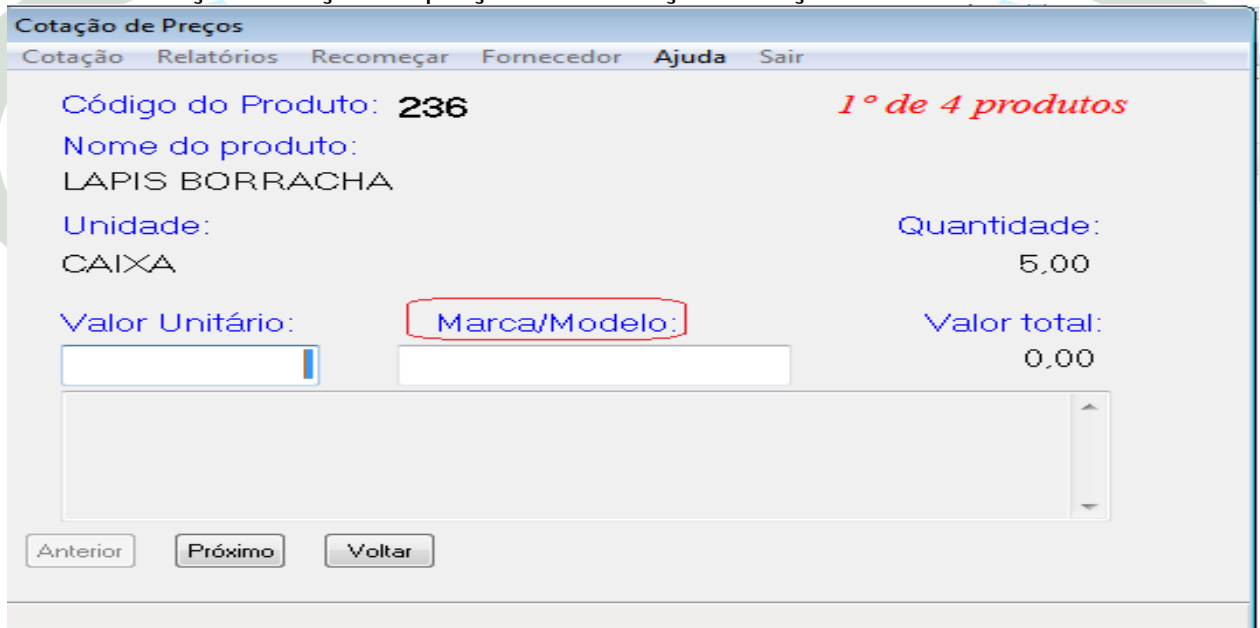 Cotação de Preços
Cotação Relatórios Recomeçar Fornecedor Ajuda Sair
Código do Produto: 236 1º de 4 produtos
Nome do produto:
LAPIS BORRACHA
Unidade: Quantidade:
CAIXA 5,00
Valor Unitário: Marca/Modelo: Valor total:
0,00
Anterior Próximo Voltar